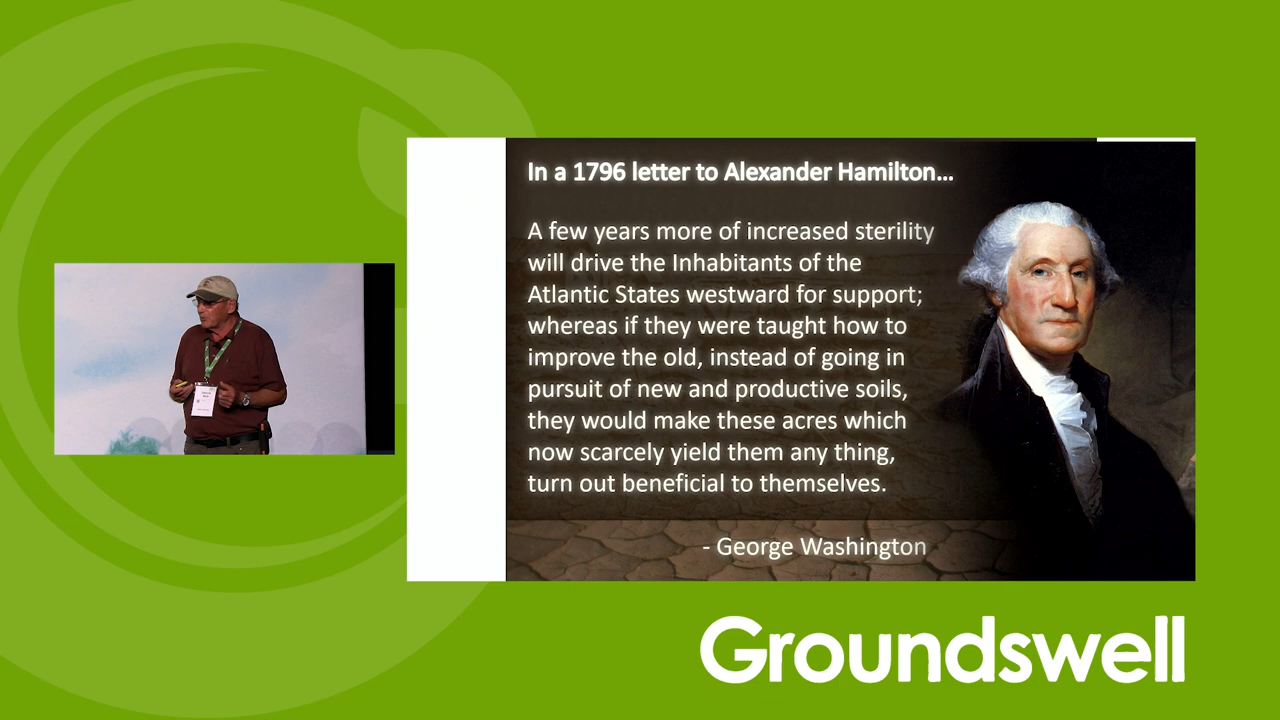 In a 1796 letter to Alexander Hamilton...
A few years more of increased sterility
will drive the Inhabitants of the
Atlantic States westward for support;
whereas if they were taught how to
improve the old, instead of going in
pursuit of new and productive soils,
they would make these acres which
now scarcely yield them any thing,
turn out beneficial to themselves.
- George Washington
Groundswell